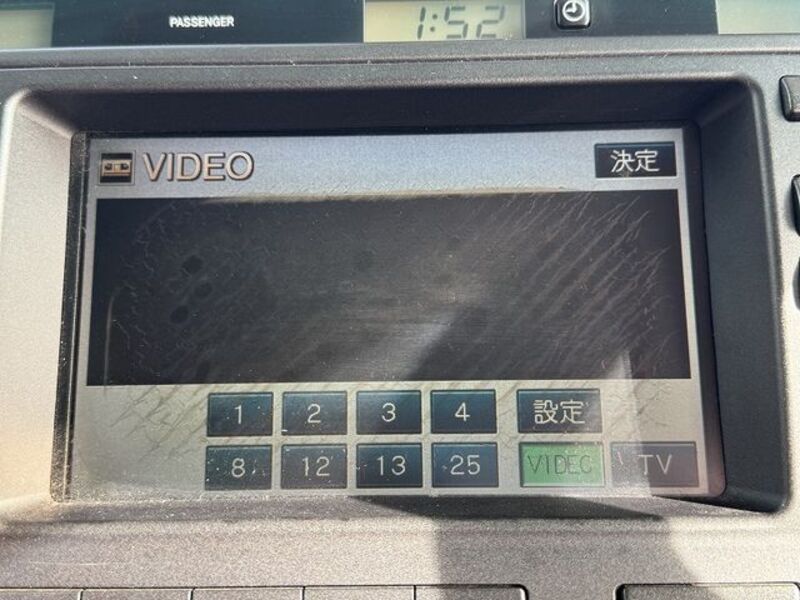 PASSENGER
1:52
VIDEO
決定
1 2 3 4 設定
8 12 13 25 VIDEO TV